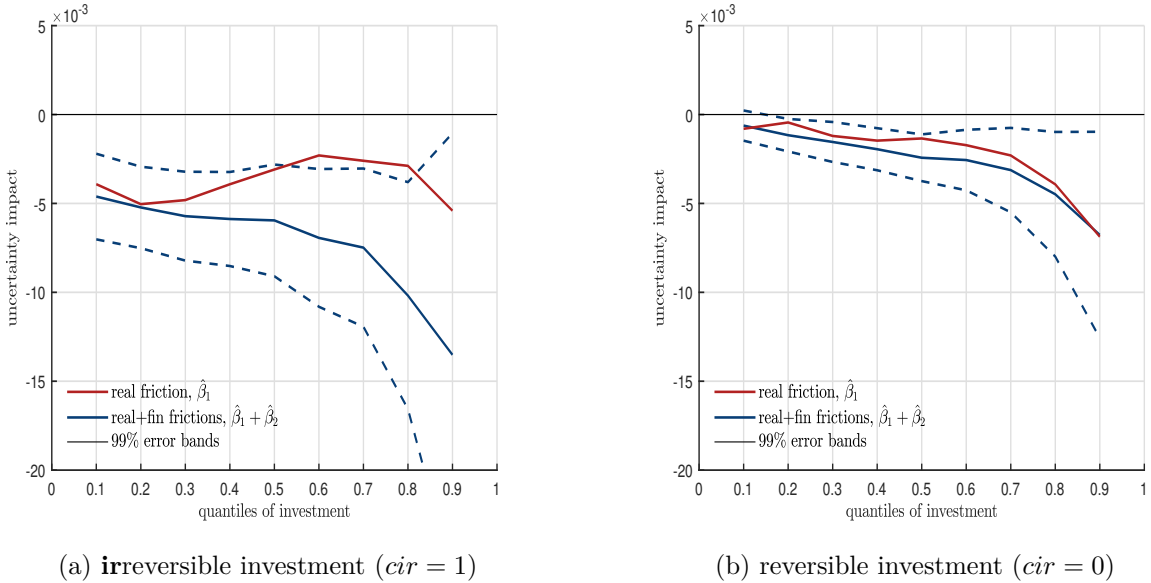 ×10⁻³
5
0
-5
-10
-15
-20
uncertainty impact
real friction, β̂₁
real+fin frictions, β̂₁ + β̂₂
99% error bands
0 0.1 0.2 0.3 0.4 0.5 0.6 0.7 0.8 0.9 1
quantiles of investment
(a) irreversible investment (cir = 1)
×10⁻³
5
0
-5
-10
-15
-20
uncertainty impact
real friction, β̂₁
real+fin frictions, β̂₁ + β̂₂
99% error bands
0 0.1 0.2 0.3 0.4 0.5 0.6 0.7 0.8 0.9 1
quantiles of investment
(b) reversible investment (cir = 0)